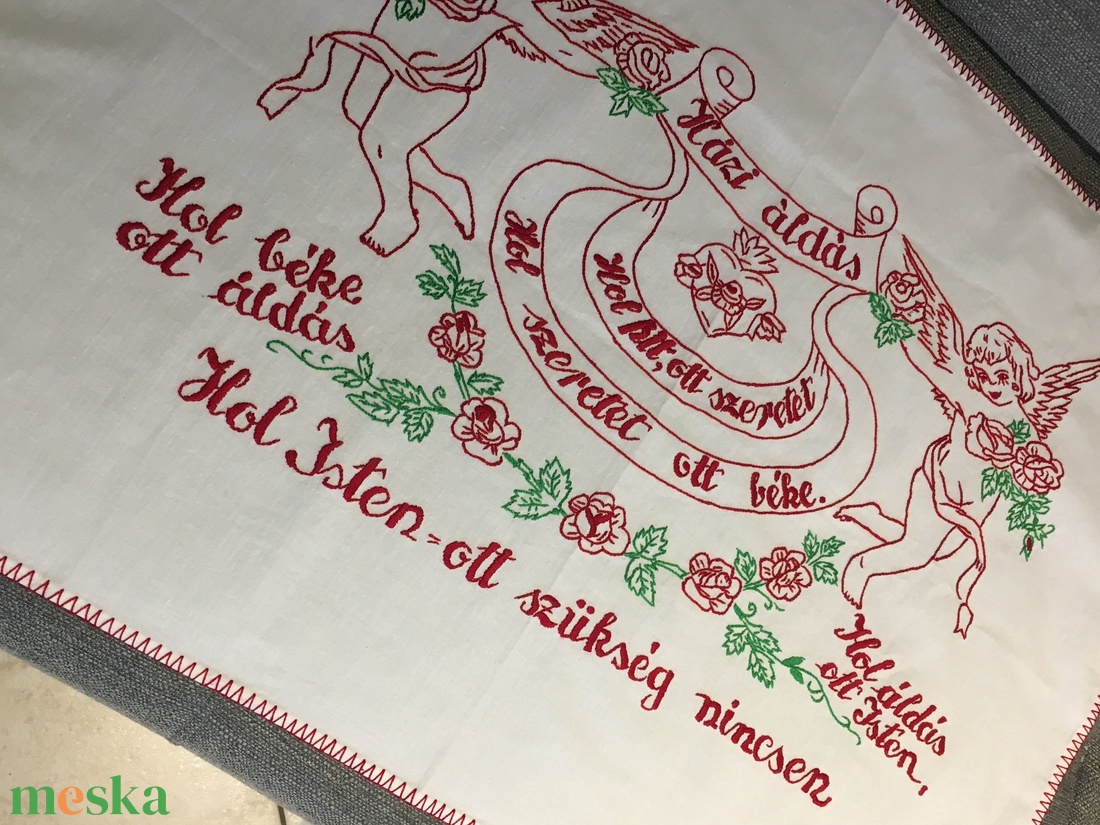 Házi àldás
Hol hit, ott szeretet
Hol szeretet ott béke.
Hol béke
ott áldás
Hol áldás
ott Isten,
Hol Isten-ott szükség nincsen
meska